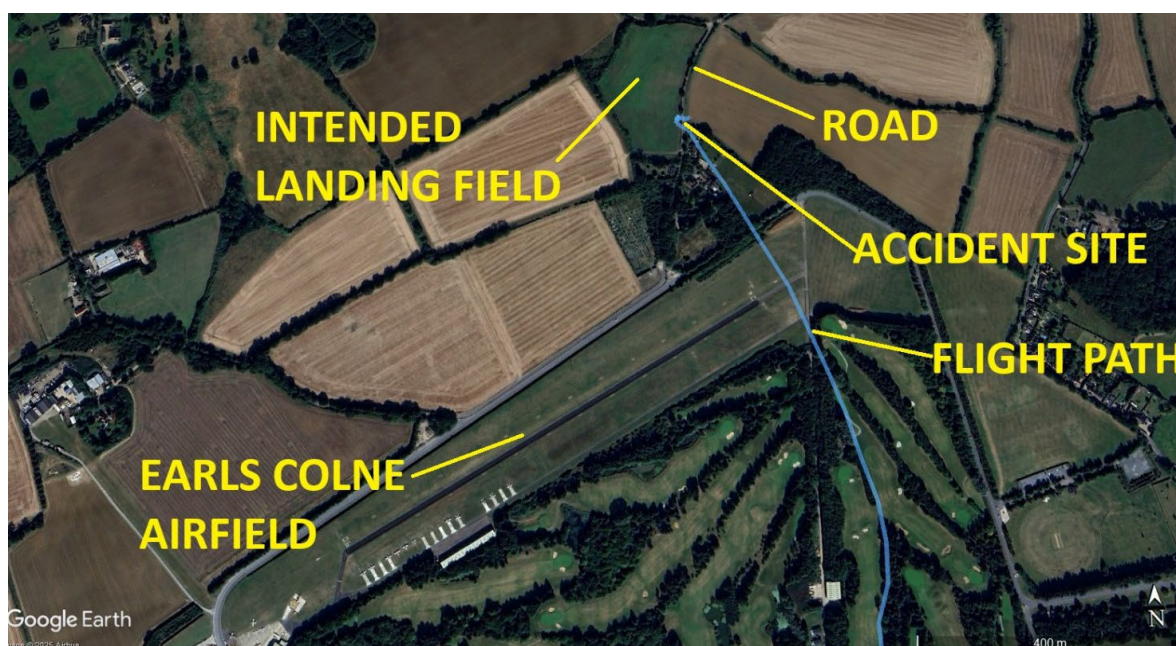 INTENDED
LANDING FIELD
ROAD
ACCIDENT SITE
FLIGHT PATH
EARLS COLNE
AIRFIELD
Google Earth
400 m
N